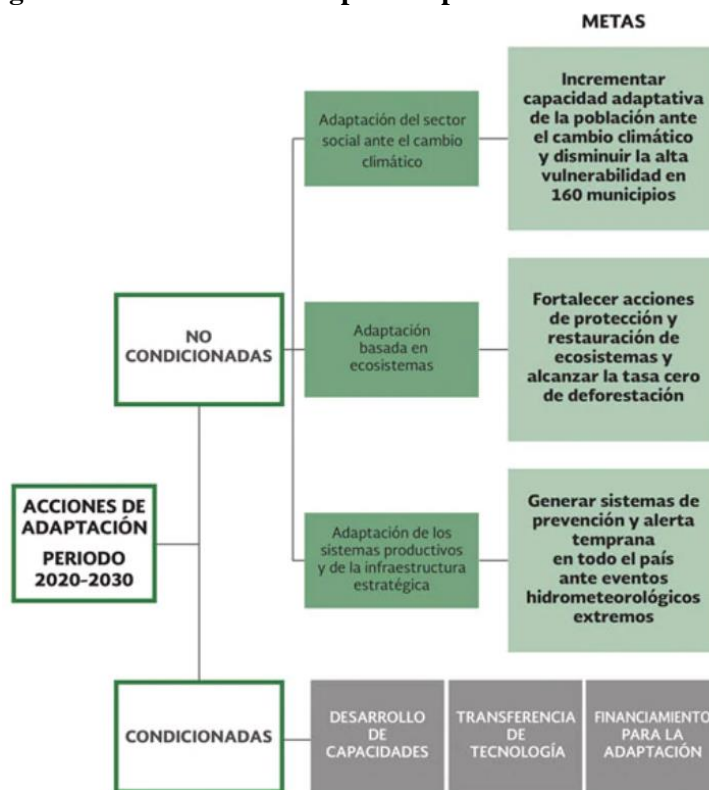 METAS
Adaptación del sector
social ante el cambio
climático
Incrementar
capacidad adaptativa
de la población ante
el cambio climático
y disminuir la alta
vulnerabilidad en
160 municipios
NO
CONDICIONADAS
Adaptación
basada en
ecosistemas
Fortalecer acciones
de protección y
restauración de
ecosistemas y
alcanzar la tasa cero
de deforestación
ACCIONES DE
ADAPTACIÓN
PERIODO
2020-2030
Adaptación de los
sistemas productivos
y de la infraestructura
estratégica
Generar sistemas de
prevención y alerta
temprana
en todo el país
ante eventos
hidrometeorológicos
extremos
CONDICIONADAS
DESARROLLO
DE
CAPACIDADES
TRANSFERENCIA
DE
TECNOLOGÍA
FINANCIAMIENTO
PARA LA
ADAPTACIÓN